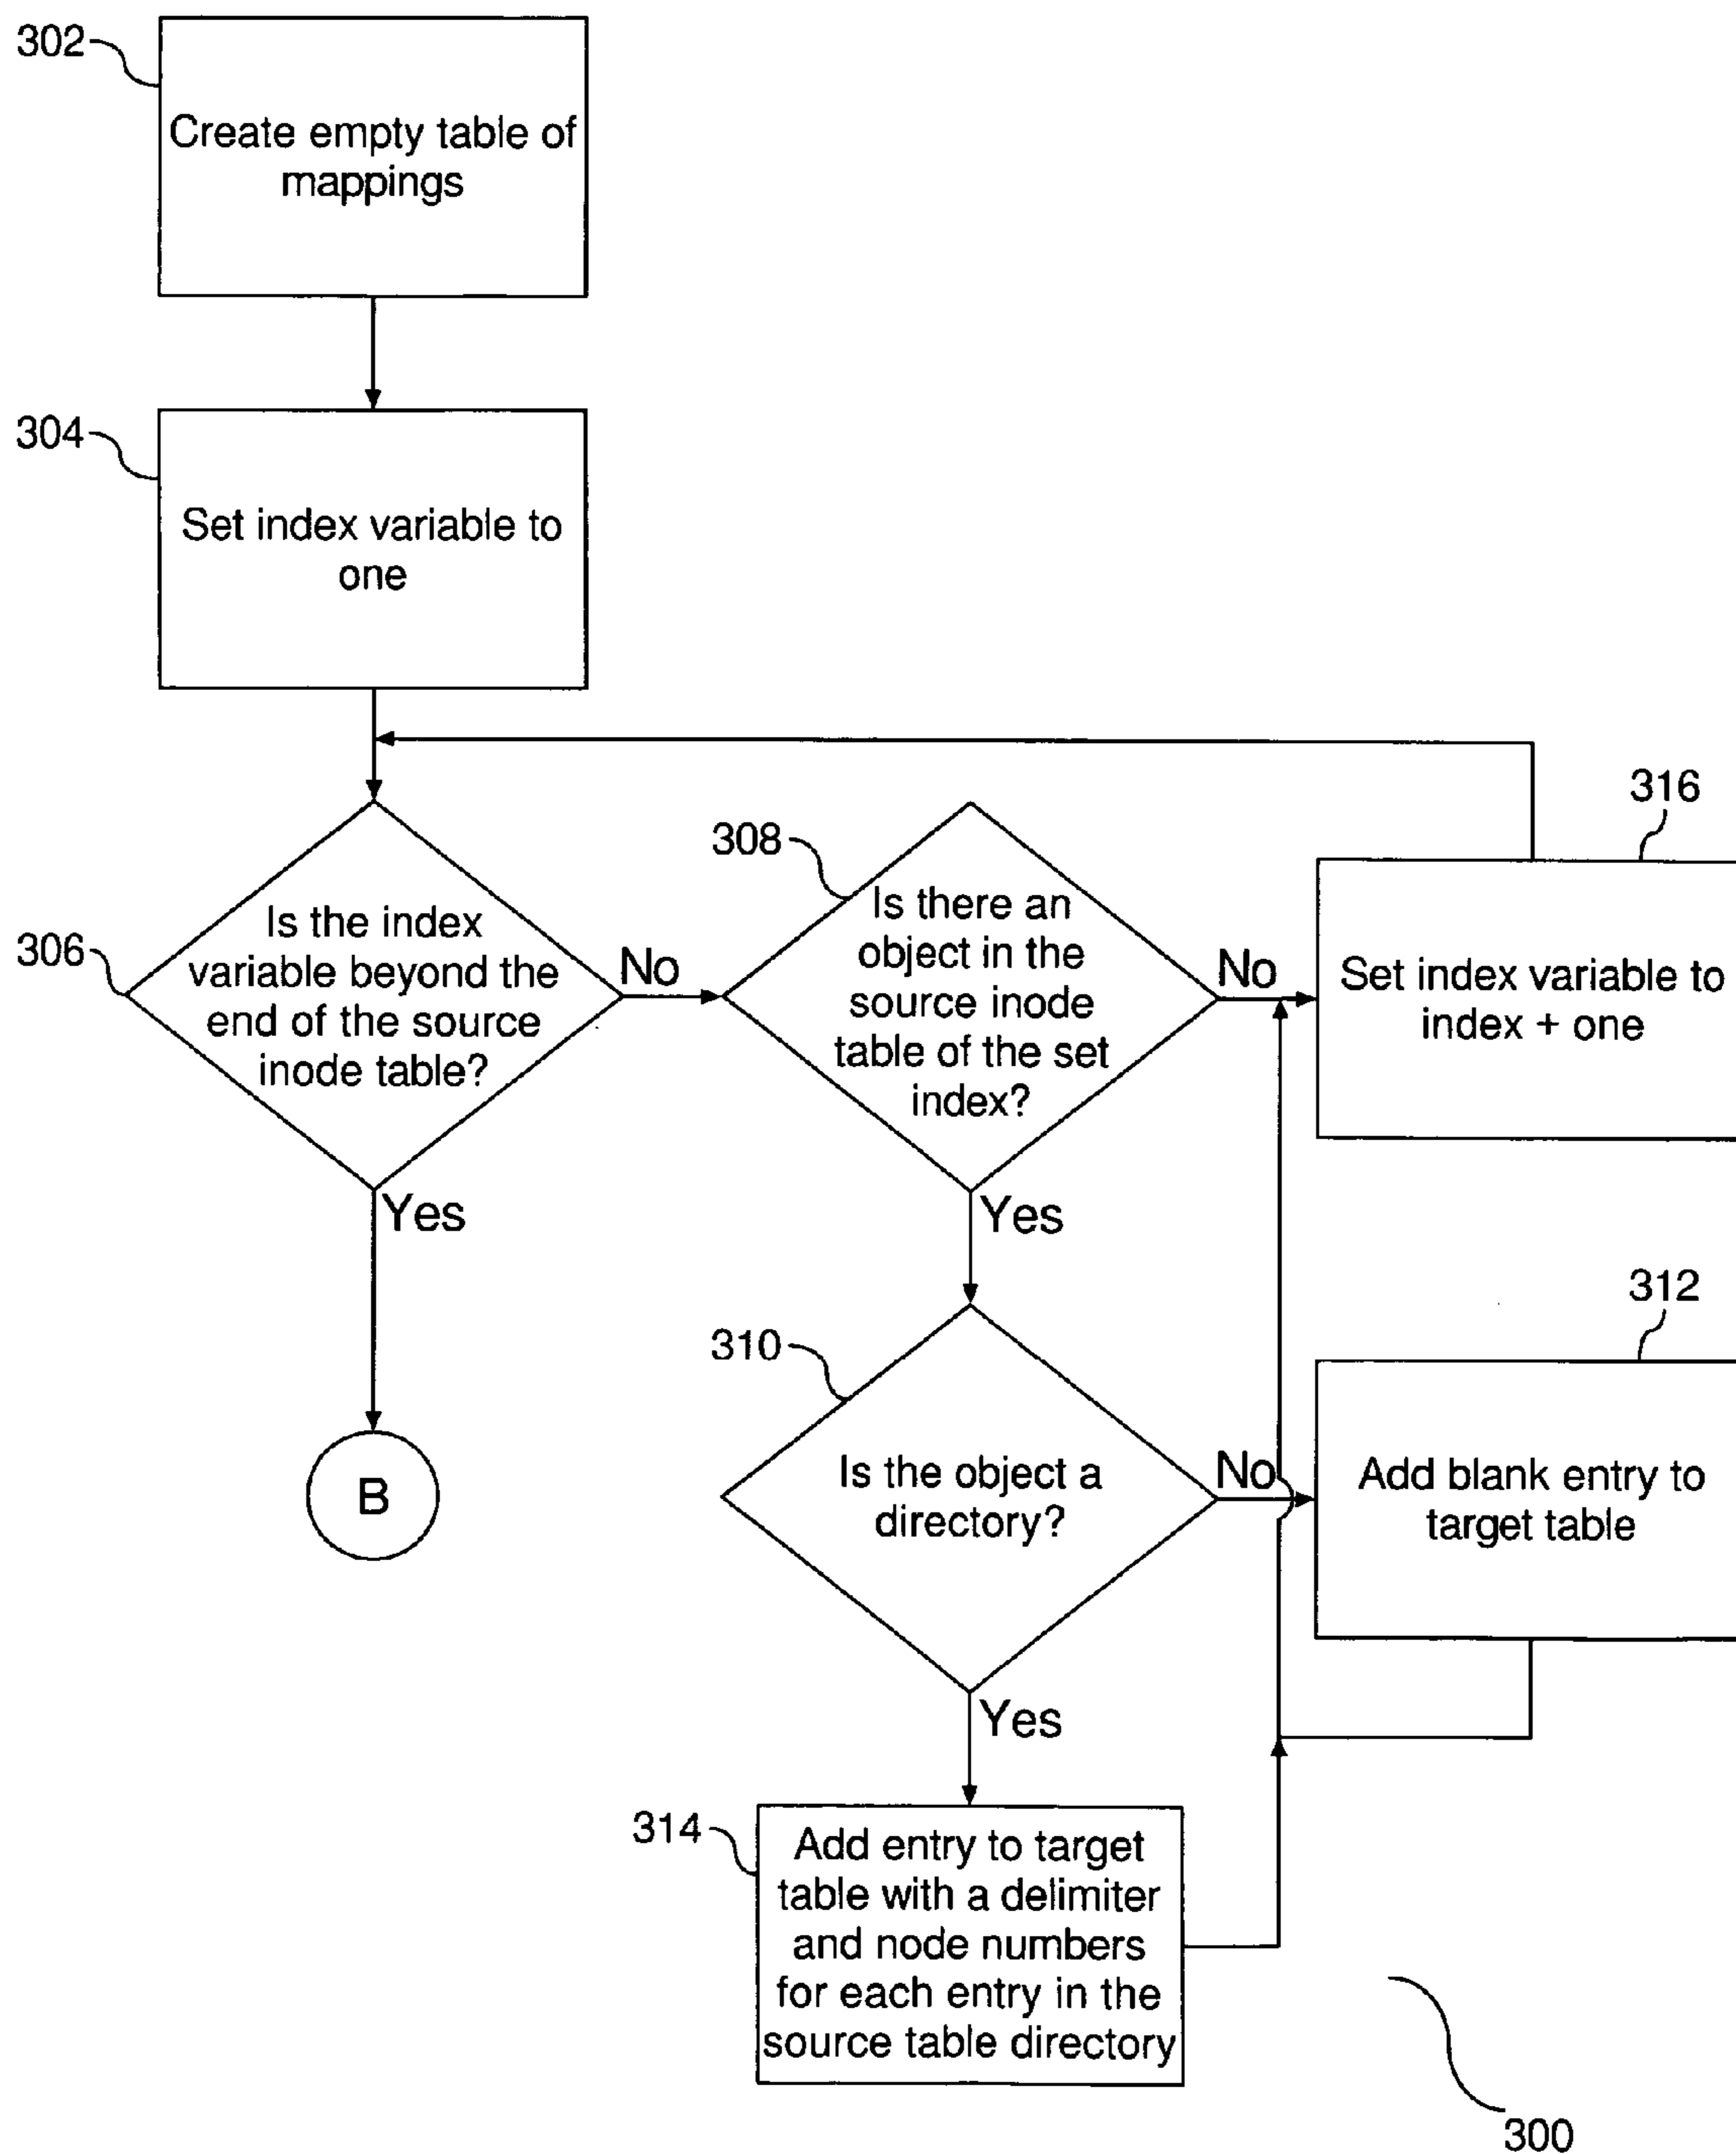 302
Create empty table of
mappings
304
Set index variable to
one
306
Is the index
variable beyond the
end of the source
inode table?
No
Yes
B
308
Is there an
object in the
source inode
table of the set
index?
No
Yes
316
Set index variable to
index + one
310
Is the object a
directory?
No
Yes
312
Add blank entry to
target table
314
Add entry to target
table with a delimiter
and node numbers
for each entry in the
source table directory
300